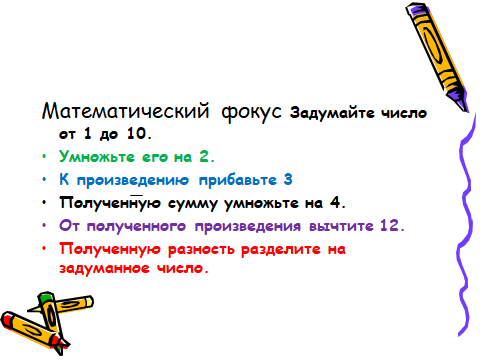 Математический фокус Задумайте число
от 1 до 10.
• Умножьте его на 2.
• К произведению прибавьте 3
• Полученную сумму умножьте на 4.
• От полученного произведения вычтите 12.
• Полученную разность разделите на
задуманное число.